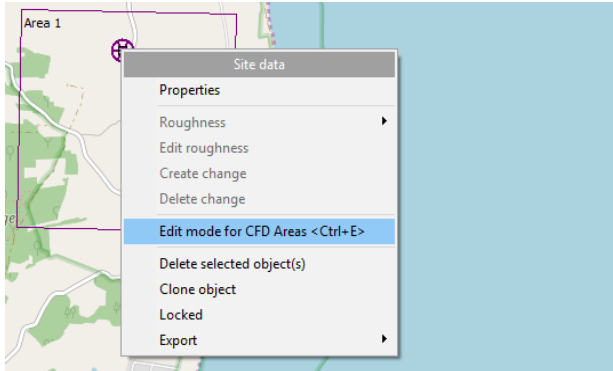 Area 1
Site data
Properties
Roughness
Edit roughness
Create change
Delete change
Edit mode for CFD Areas <Ctrl+E>
Delete selected object(s)
Clone object
Locked
Export